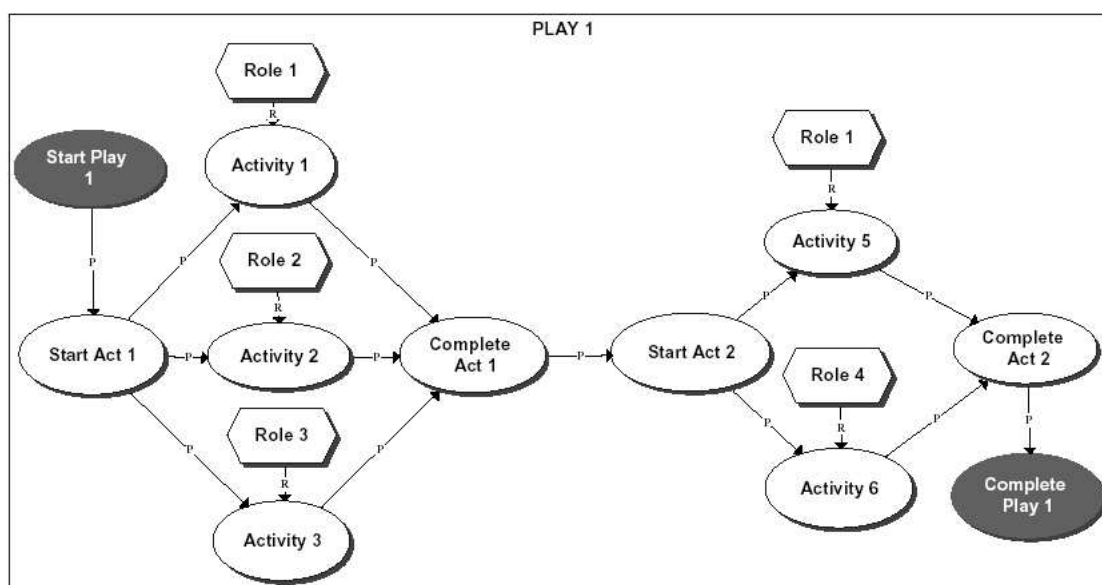 PLAY 1
Role 1
R
Start Play
1
Activity 1
P
P
P
Role 2
R
Start Act 1
P
Activity 2
P
Complete
Act 1
P
Role 3
R
P
P
Activity 3
Role 1
R
Activity 5
P
P
Start Act 2
Complete
Act 2
Role 4
R
P
P
P
Activity 6
Complete
Play 1